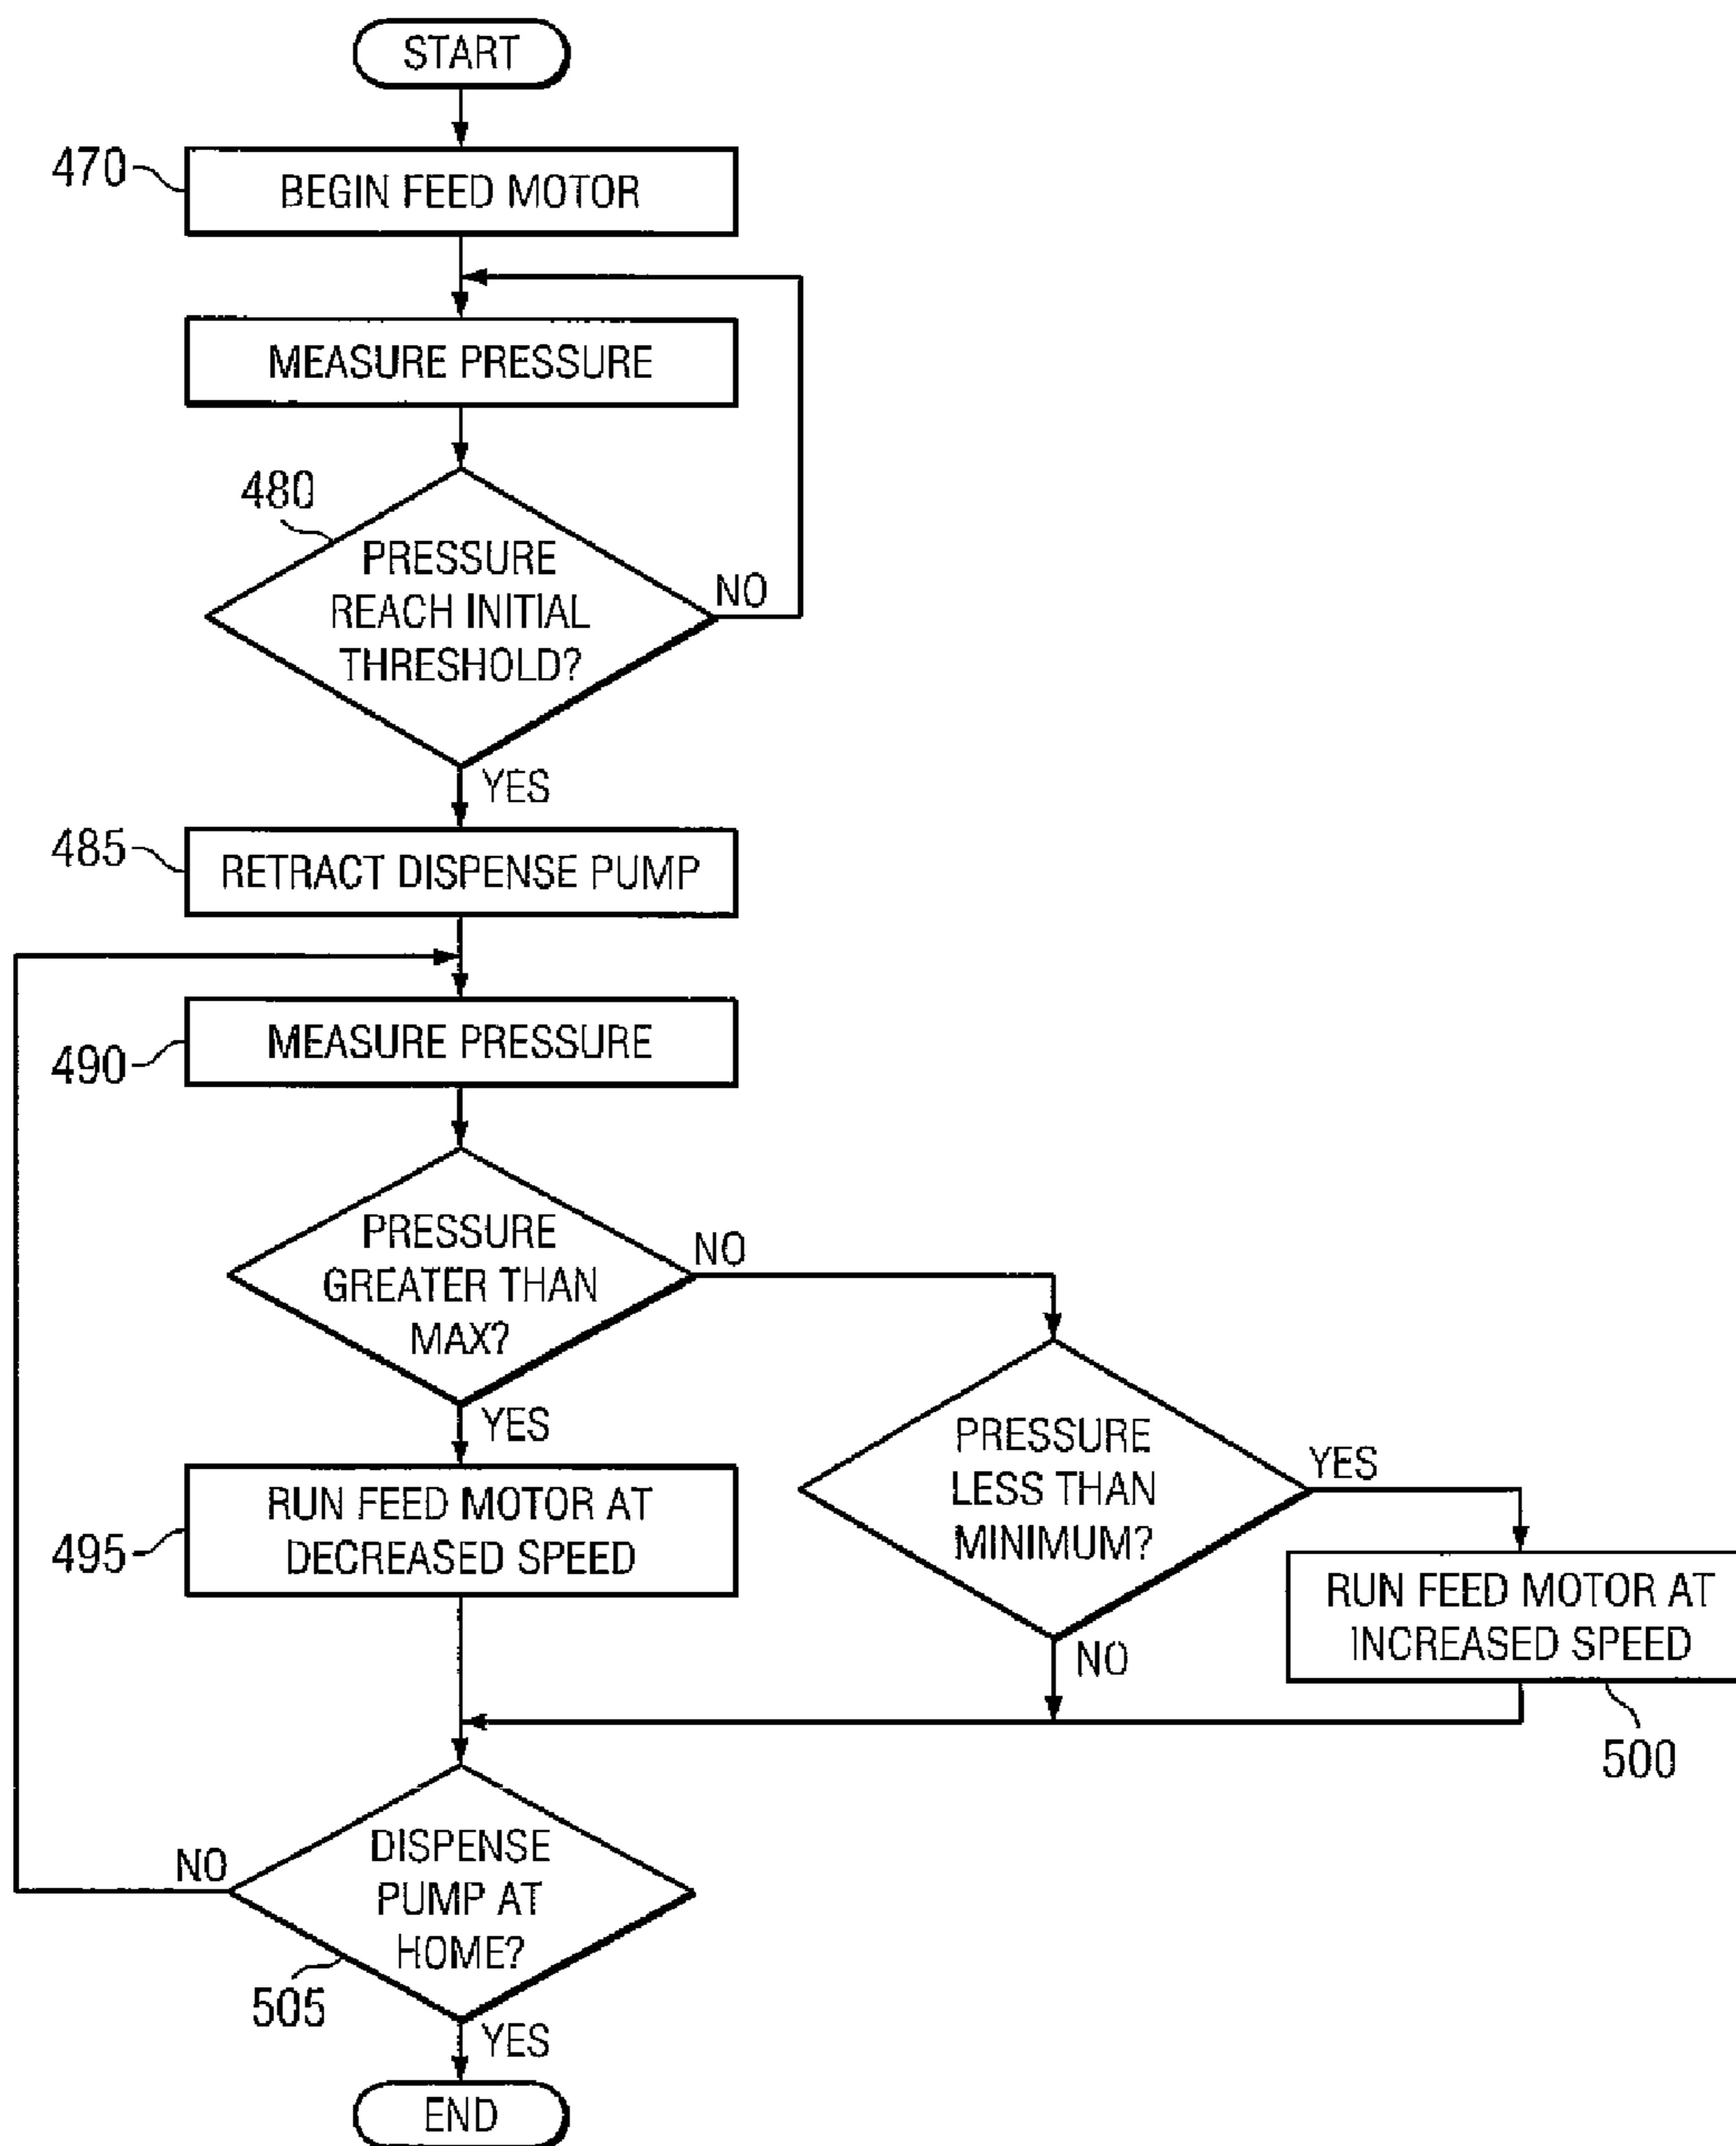 START
470
BEGIN FEED MOTOR
MEASURE PRESSURE
480
PRESSURE
REACH INITIAL
THRESHOLD?
NO
YES
485
RETRACT DISPENSE PUMP
490
MEASURE PRESSURE
PRESSURE
GREATER THAN
MAX?
NO
YES
PRESSURE
LESS THAN
MINIMUM?
YES
NO
495
RUN FEED MOTOR AT
DECREASED SPEED
RUN FEED MOTOR AT
INCREASED SPEED
500
DISPENSE
PUMP AT
HOME?
NO
505
YES
END